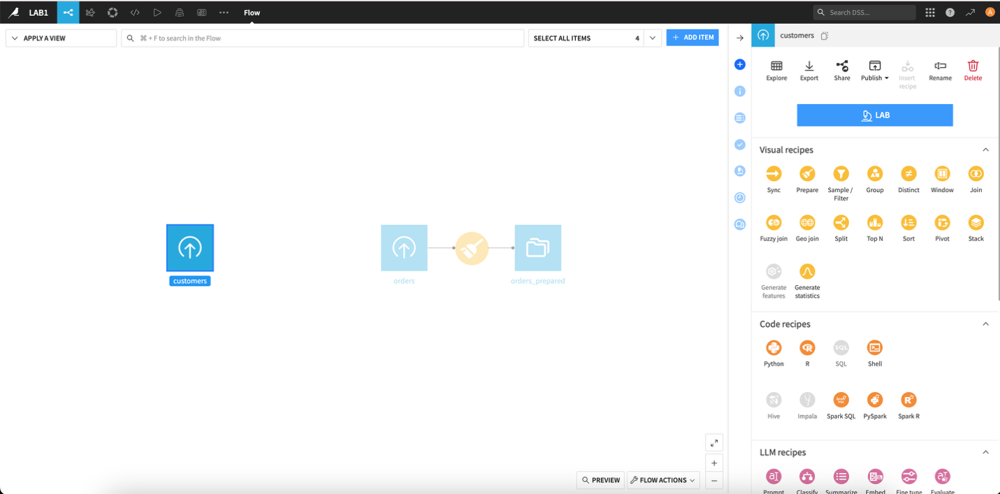 LAB1
Flow
Search DSS...
?
A
APPLY A VIEW
⌘ + F to search in the Flow
SELECT ALL ITEMS 4
+ ADD ITEM
customers
Explore
Export
Share
Publish
Insert
recipe
Rename
Delete
LAB
customers
orders
orders_prepared
Visual recipes
Sync
Prepare
Sample /
Filter
Group
Distinct
Window
Join
Fuzzy join
Geo join
Split
Top N
Sort
Pivot
Stack
Generate
features
Generate
statistics
Code recipes
Python
R
SQL
SQL
Shell
Hive
Impala
Spark SQL
PySpark
Spark R
LLM recipes
Prompt
Classify
Summarize
Embed
Fine tune
Evaluate
PREVIEW
FLOW ACTIONS